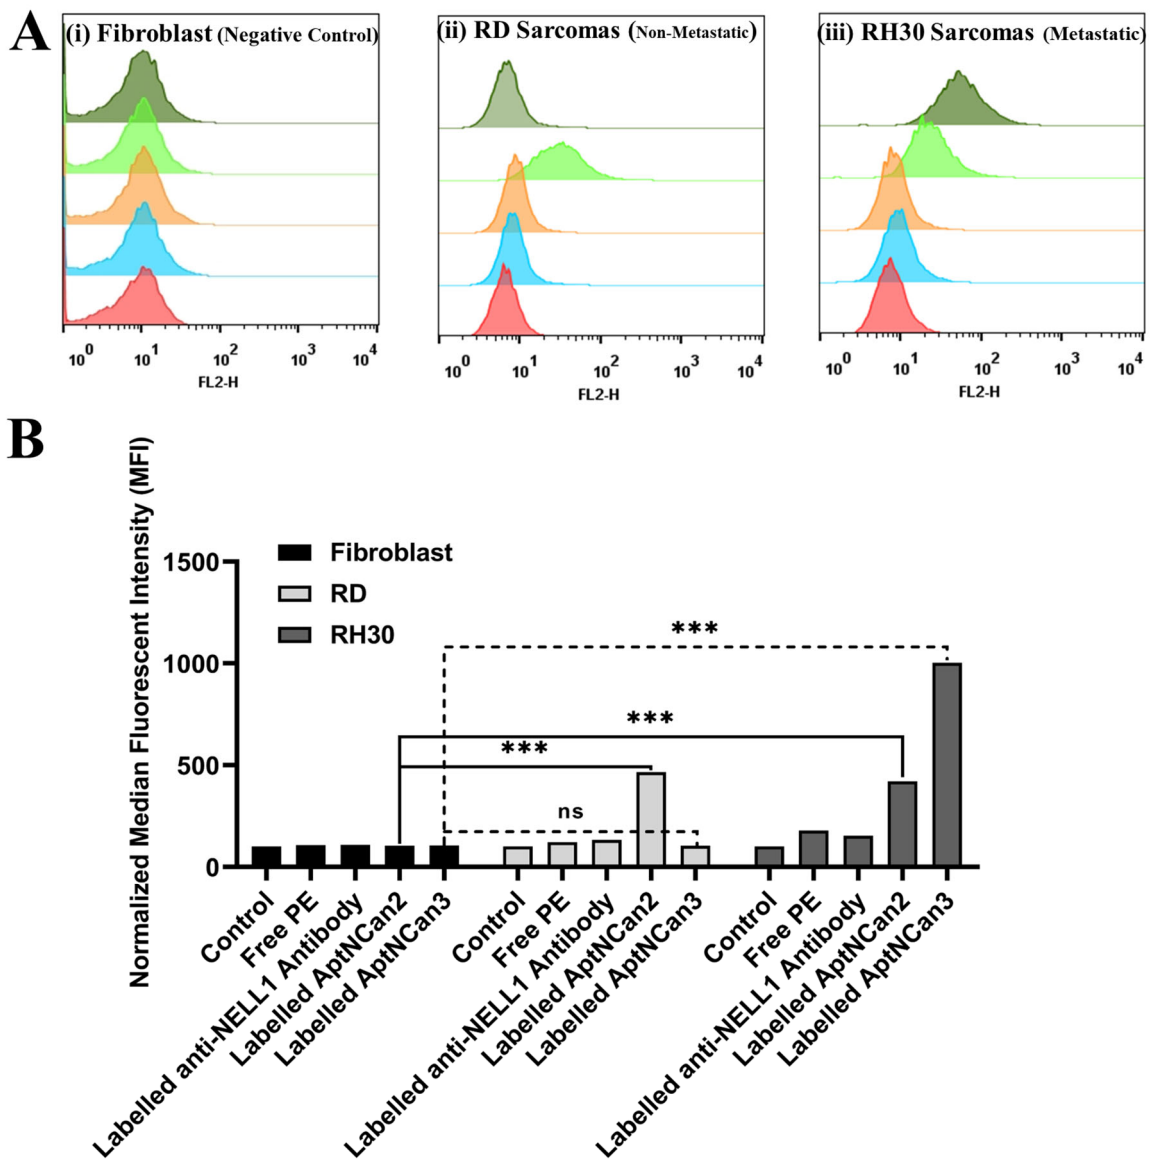 A
(i) Fibroblast (Negative Control)
(ii) RD Sarcomas (Non-Metastatic)
(iii) RH30 Sarcomas (Metastatic)
10^0 10^1 10^2 10^3 10^4
FL2-H
10^0 10^1 10^2 10^3 10^4
FL2-H
10^0 10^1 10^2 10^3 10^4
FL2-H
B
Normalized Median Fluorescent Intensity (MFI)
1500
1000
500
0
Fibroblast
RD
RH30
***
***
***
ns
Control
Free PE
Labelled anti-NELL1 Antibody
Labelled AptNCan2
Labelled AptNCan3
Control
Free PE
Labelled anti-NELL1 Antibody
Labelled AptNCan2
Labelled AptNCan3
Control
Free PE
Labelled anti-NELL1 Antibody
Labelled AptNCan2
Labelled AptNCan3